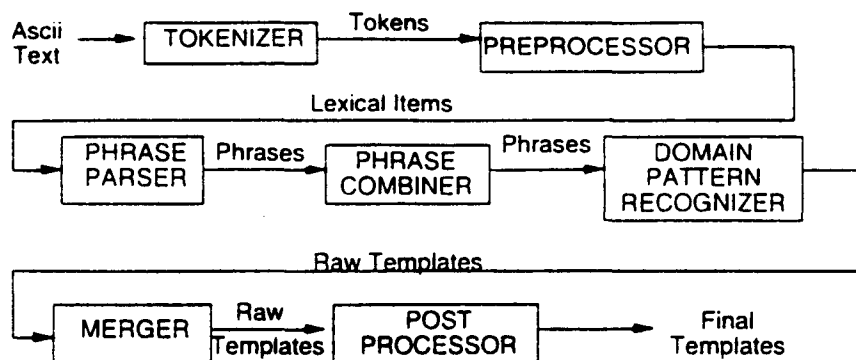 Ascii
Text
TOKENIZER
Tokens
PREPROCESSOR
Lexical Items
PHRASE
PARSER
Phrases
PHRASE
COMBINER
Phrases
DOMAIN
PATTERN
RECOGNIZER
Raw Templates
MERGER
Raw
Templates
POST
PROCESSOR
Final
Templates